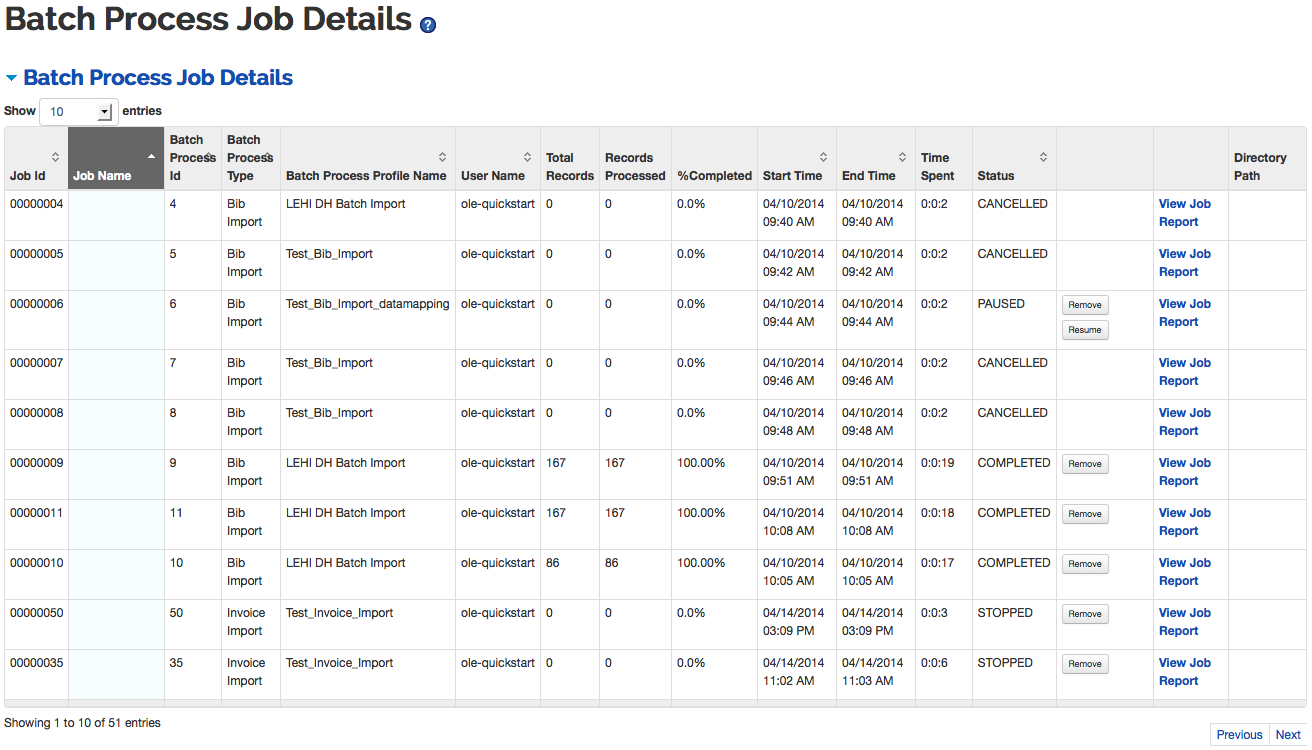 Batch Process Job Details ?
Batch Process Job Details
Show 10 entries
Job Id Job Name Batch Process Id Batch Process Type Batch Process Profile Name User Name Total Records Records Processed %Completed Start Time End Time Time Spent Status Directory Path
00000004 4 Bib Import LEHI DH Batch Import ole-quickstart 0 0 0.0% 04/10/2014 09:40 AM 04/10/2014 09:40 AM 0:0:2 CANCELLED View Job Report
00000005 5 Bib Import Test_Bib_Import ole-quickstart 0 0 0.0% 04/10/2014 09:42 AM 04/10/2014 09:42 AM 0:0:2 CANCELLED View Job Report
00000006 6 Bib Import Test_Bib_Import_datamapping ole-quickstart 0 0 0.0% 04/10/2014 09:44 AM 04/10/2014 09:44 AM 0:0:2 PAUSED Remove Resume View Job Report
00000007 7 Bib Import Test_Bib_Import ole-quickstart 0 0 0.0% 04/10/2014 09:46 AM 04/10/2014 09:46 AM 0:0:2 CANCELLED View Job Report
00000008 8 Bib Import Test_Bib_Import ole-quickstart 0 0 0.0% 04/10/2014 09:48 AM 04/10/2014 09:48 AM 0:0:2 CANCELLED View Job Report
00000009 9 Bib Import LEHI DH Batch Import ole-quickstart 167 167 100.00% 04/10/2014 09:51 AM 04/10/2014 09:51 AM 0:0:19 COMPLETED Remove View Job Report
00000011 11 Bib Import LEHI DH Batch Import ole-quickstart 167 167 100.00% 04/10/2014 10:08 AM 04/10/2014 10:08 AM 0:0:18 COMPLETED Remove View Job Report
00000010 10 Bib Import LEHI DH Batch Import ole-quickstart 86 86 100.00% 04/10/2014 10:05 AM 04/10/2014 10:05 AM 0:0:17 COMPLETED Remove View Job Report
00000050 50 Invoice Import Test_Invoice_Import ole-quickstart 0 0 0.0% 04/14/2014 03:09 PM 04/14/2014 03:09 PM 0:0:3 STOPPED Remove View Job Report
00000035 35 Invoice Import Test_Invoice_Import ole-quickstart 0 0 0.0% 04/14/2014 11:02 AM 04/14/2014 11:03 AM 0:0:6 STOPPED Remove View Job Report
Showing 1 to 10 of 51 entries
Previous Next